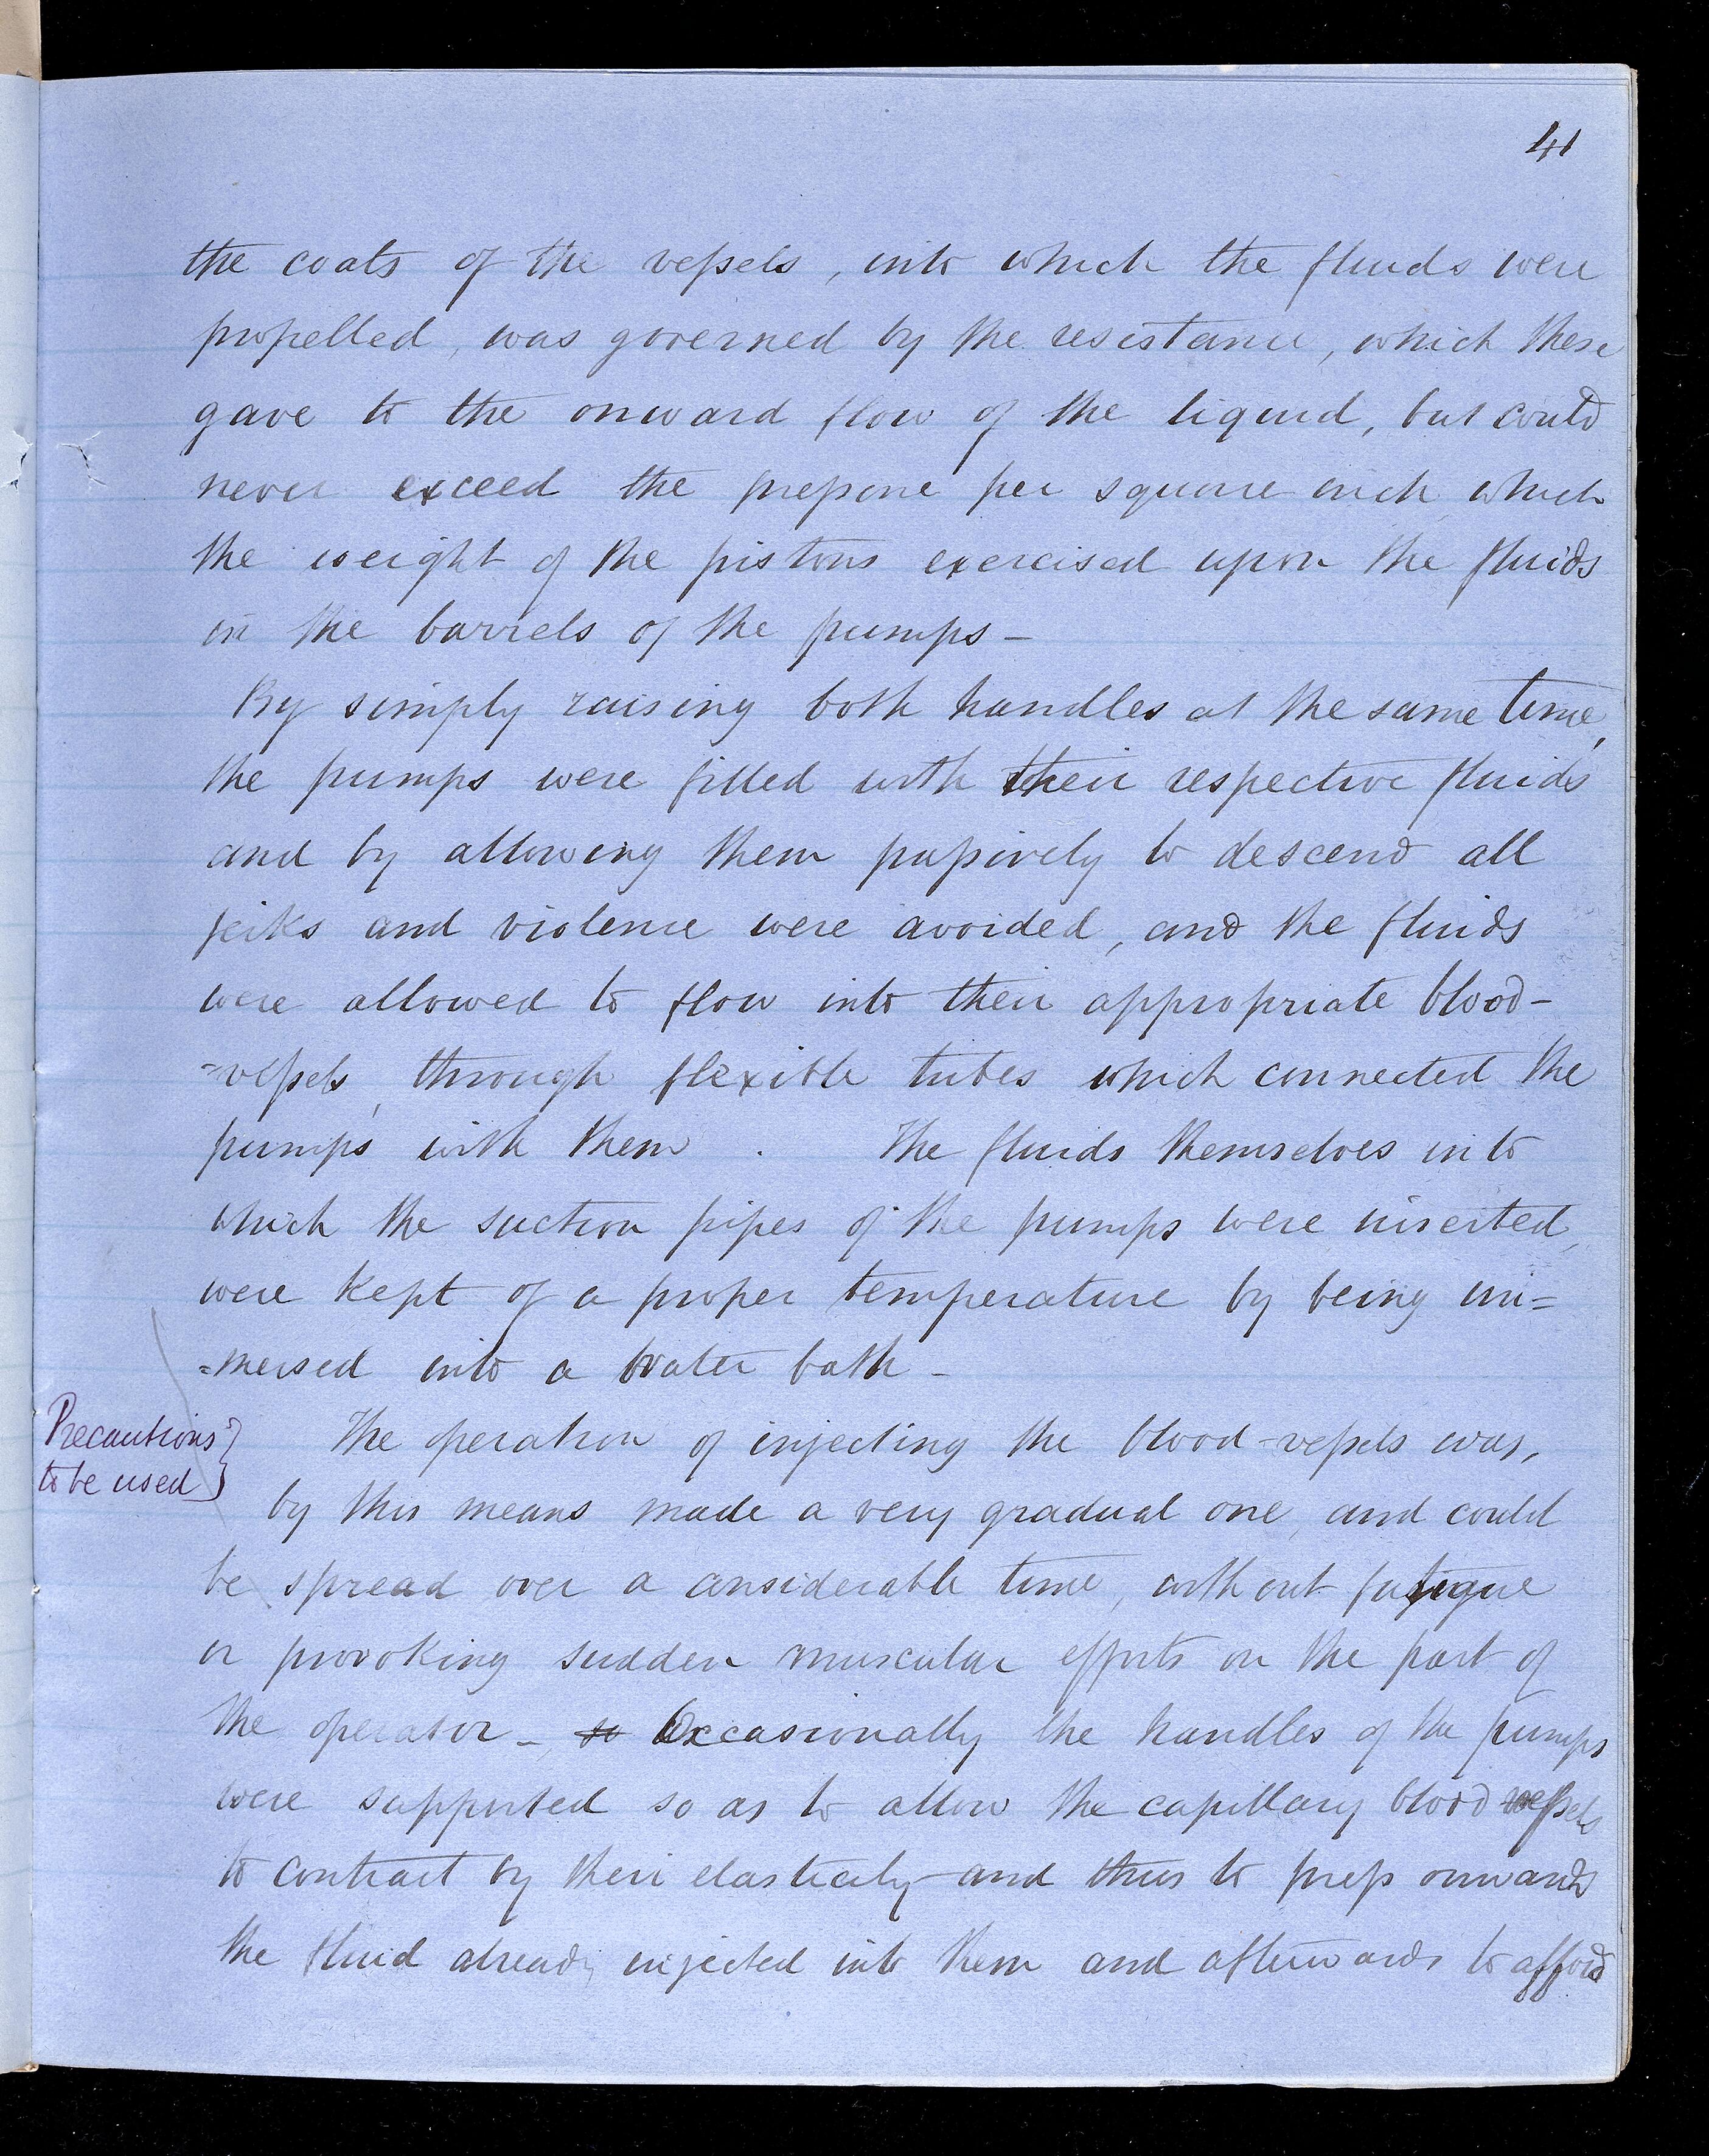 41
the coats of the vessels, into which the fluids were
propelled, was governed by the resistance, which these
gave to the onward flow of the liquid, but could
never exceed the pressure per square inch which
the weight of the pistons exercised upon the fluids
in the barrels of the pumps—
By simply raising both handles at the same time,
the pumps were filled with their respective fluids
and by allowing them passively to descend all
jerks and violence were avoided, and the fluids
were allowed to flow into their appropriate blood-
=vessels, through flexible tubes which connected the
pumps with them. The fluids themselves into
which the suction pipes of the pumps were inserted,
were kept of a proper temperature by being im=
=mersed into a water bath—
Precautions
to be used
The operation of injecting the blood-vessels was,
by this means made a very gradual one, and could
be spread over a considerable time, without fatigue
or provoking sudden muscular efforts on the part of
the operator—, so Occasionally the handles of the pumps
were supported so as to allow the capillary blood vessels
to contract by their elasticity and thus to press onwards
the fluid already injected into them and afterwards to afford